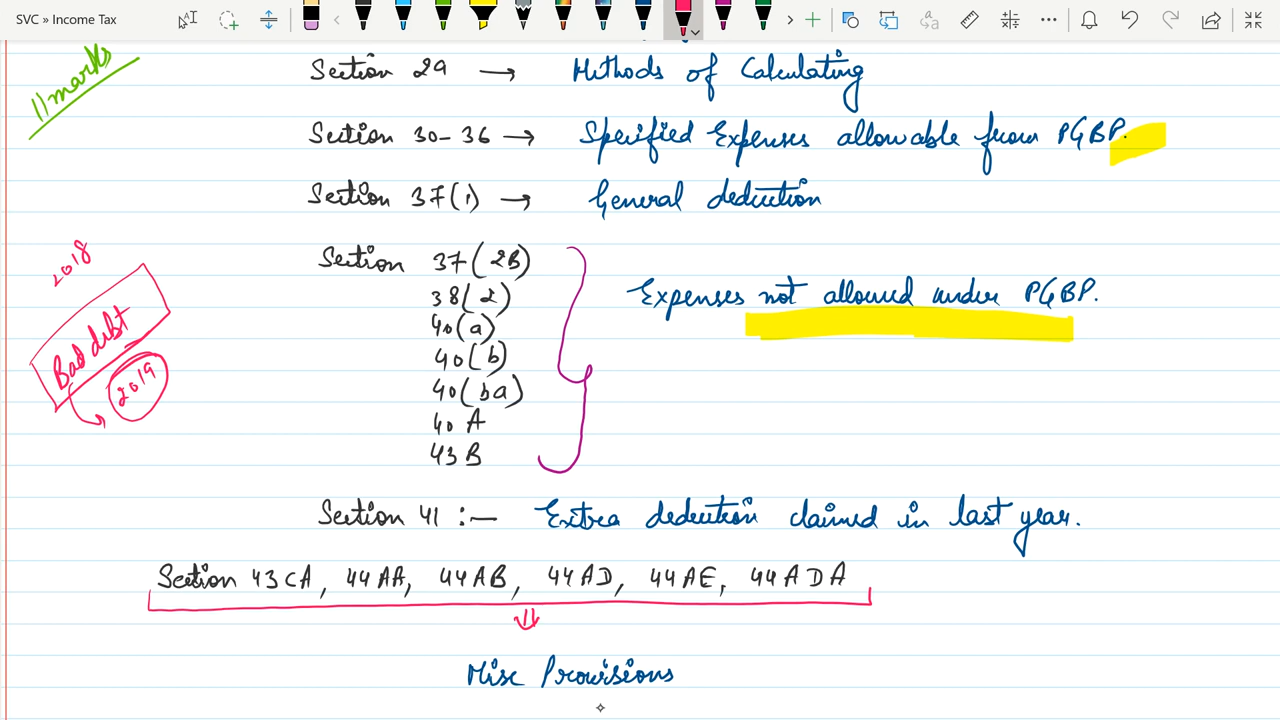 SVC » Income Tax
11 marks
Section 29 → Methods of Calculating
Section 30-36 → Specified Expenses allowable from PGBP.
Section 37(1) → General deduction
Section 37(2B)
38(2)
40(a)
40(b)
40(ba)
40 A
43B
Expenses not allowed under PGBP.
2018
Bad debt
2019
Section 41 :- Extra deduction claimed in last year.
Section 43CA, 44AA, 44AB, 44AD, 44AE, 44ADA
Misc Provisions